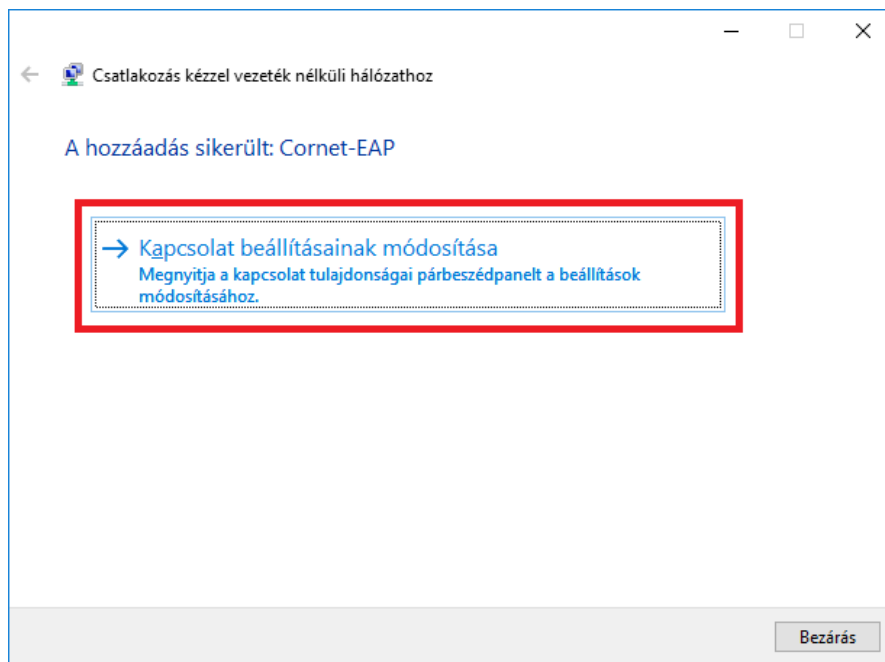 Csatlakozás kézzel vezeték nélküli hálózathoz
A hozzáadás sikerült: Cornet-EAP
Kapcsolat beállításainak módosítása
Megnyitja a kapcsolat tulajdonságai párbeszédpanelt a beállítások
módosításához.
Bezárás